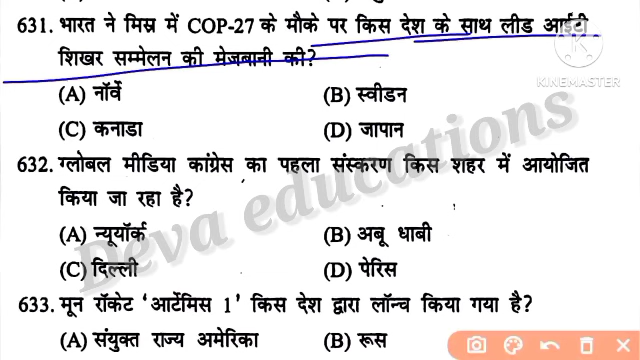 631. भारत ने मिस्र में COP-27 के मौके पर किस देश के साथ लीड आईटी
शिखर सम्मेलन की मेजबानी की?
(A) नॉर्वे (B) स्वीडन
(C) कनाडा (D) जापान
632. ग्लोबल मीडिया कांग्रेस का पहला संस्करण किस शहर में आयोजित
किया जा रहा है?
(A) न्यूयॉर्क (B) अबू धाबी
(C) दिल्ली (D) पेरिस
633. मून रॉकेट ‘आर्टेमिस 1’ किस देश द्वारा लॉन्च किया गया है?
(A) संयुक्त राज्य अमेरिका (B) रूस
Deva educations
KINEMASTER